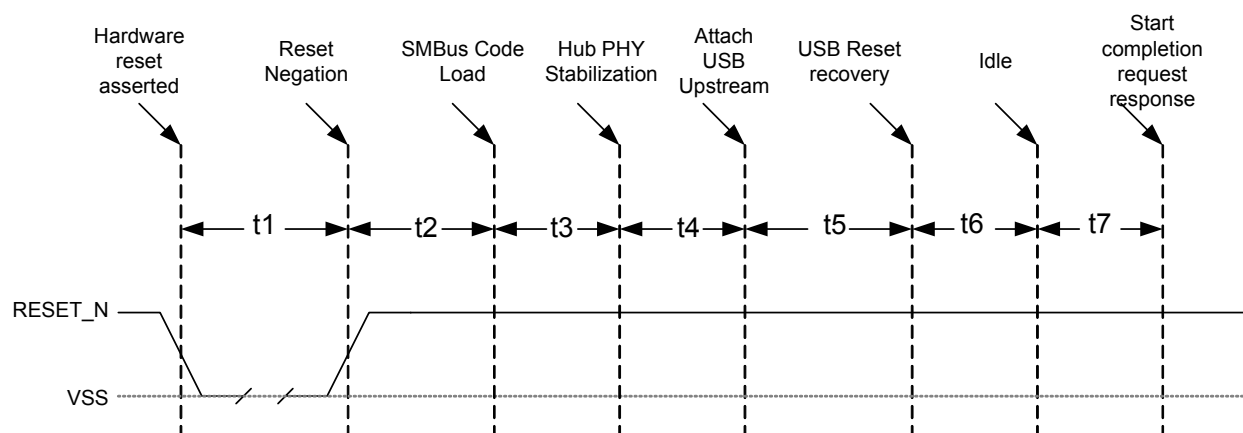 Hardware
reset
asserted
Reset
Negation
SMBus Code
Load
Hub PHY
Stabilization
Attach
USB
Upstream
USB Reset
recovery
Idle
Start
completion
request
response
t1
t2
t3
t4
t5
t6
t7
RESET_N
VSS